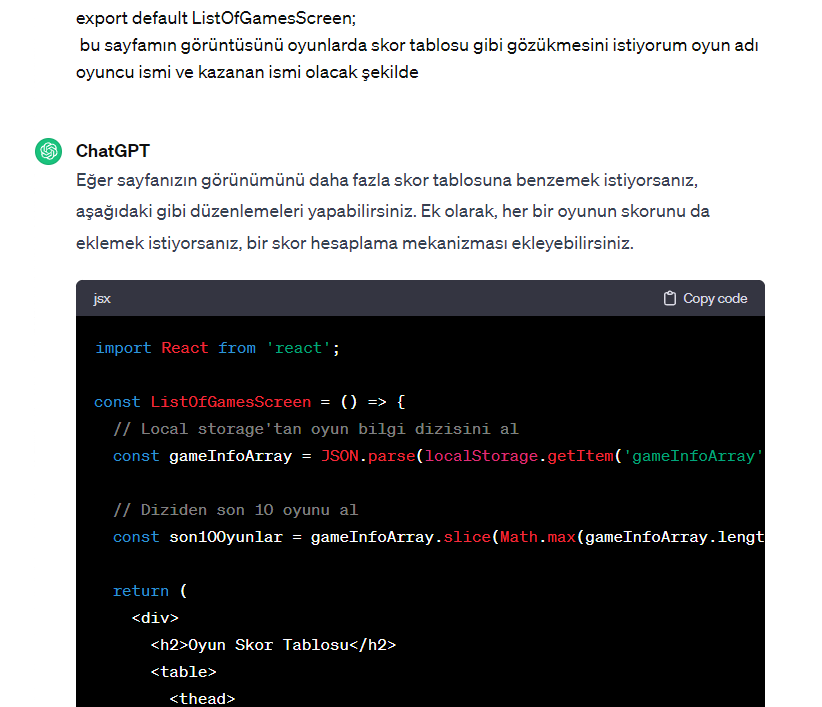 export default ListOfGamesScreen;
bu sayfamın görüntüsünü oyunlarda skor tablosu gibi gözükmesini istiyorum oyun adı
oyuncu ismi ve kazanan ismi olacak şekilde
ChatGPT
Eğer sayfanızın görünümünü daha fazla skor tablosuna benzemek istiyorsanız,
aşağıdaki gibi düzenlemeleri yapabilirsiniz. Ek olarak, her bir oyunun skorunu da
eklemek istiyorsanız, bir skor hesaplama mekanizması ekleyebilirsiniz.
jsx Copy code
import React from 'react';
const ListOfGamesScreen = () => {
// Local storage'tan oyun bilgi dizisini al
const gameInfoArray = JSON.parse(localStorage.getItem('gameInfoArray'
// Diziden son 10 oyunu al
const son10Oyunlar = gameInfoArray.slice(Math.max(gameInfoArray.lengt
return (
<div>
<h2>Oyun Skor Tablosu</h2>
<table>
<thead>